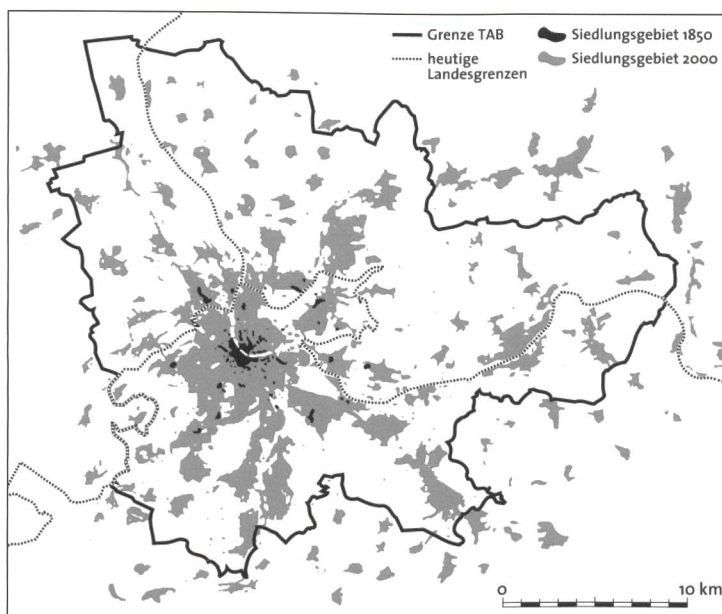 Grenze TAB
heutige
Landesgrenzen
Siedlungsgebiet 1850
Siedlungsgebiet 2000
0 10 km